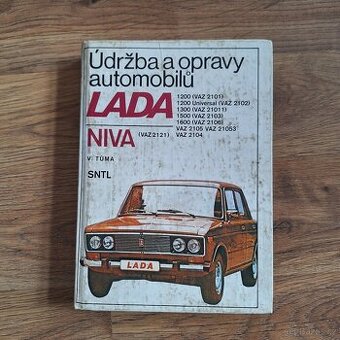 Údržba a opravy
automobilů
LADA
1200 (VAZ 2101)
1200 Universal (VAZ 2102)
1300 (VAZ 21011)
1500 (VAZ 2103)
1600 (VAZ 2106)
NIVA (VAZ 2121)
VAZ 2105 VAZ 21053
VAZ 2104
V. TŮMA
SNTL
LADA